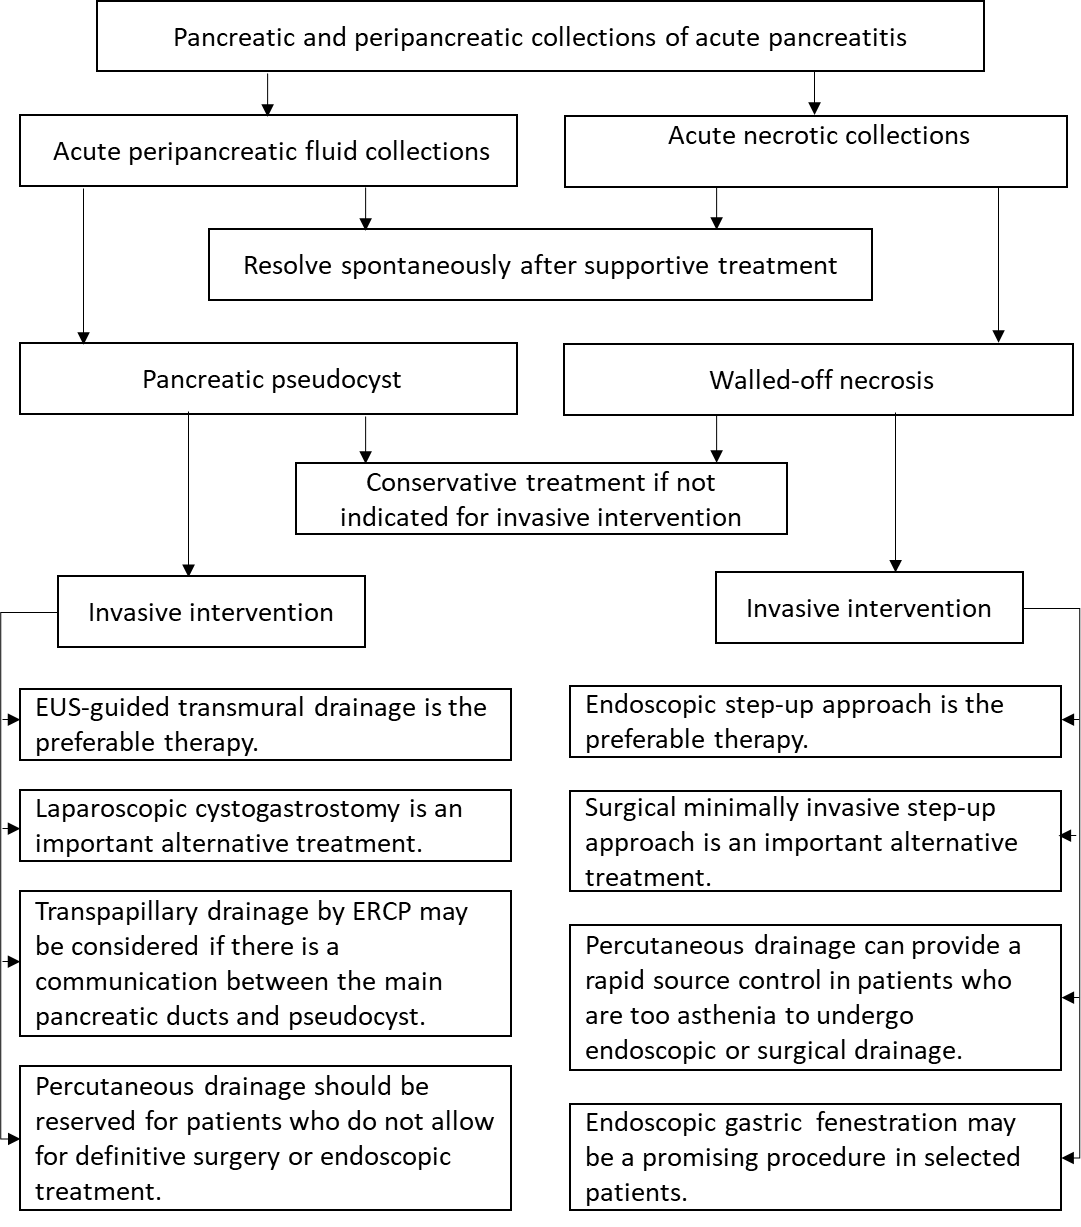 Pancreatic and peripancreatic collections of acute pancreatitis
Acute peripancreatic fluid collections
Acute necrotic collections
Resolve spontaneously after supportive treatment
Pancreatic pseudocyst
Walled-off necrosis
Conservative treatment if not
indicated for invasive intervention
Invasive intervention
Invasive intervention
EUS-guided transmural drainage is the
preferable therapy.
Laparoscopic cystogastrostomy is an
important alternative treatment.
Transpapillary drainage by ERCP may
be considered if there is a
communication between the main
pancreatic ducts and pseudocyst.
Percutaneous drainage should be
reserved for patients who do not allow
for definitive surgery or endoscopic
treatment.
Endoscopic step-up approach is the
preferable therapy.
Surgical minimally invasive step-up
approach is an important alternative
treatment.
Percutaneous drainage can provide a
rapid source control in patients who
are too asthenia to undergo
endoscopic or surgical drainage.
Endoscopic gastric fenestration may
be a promising procedure in selected
patients.